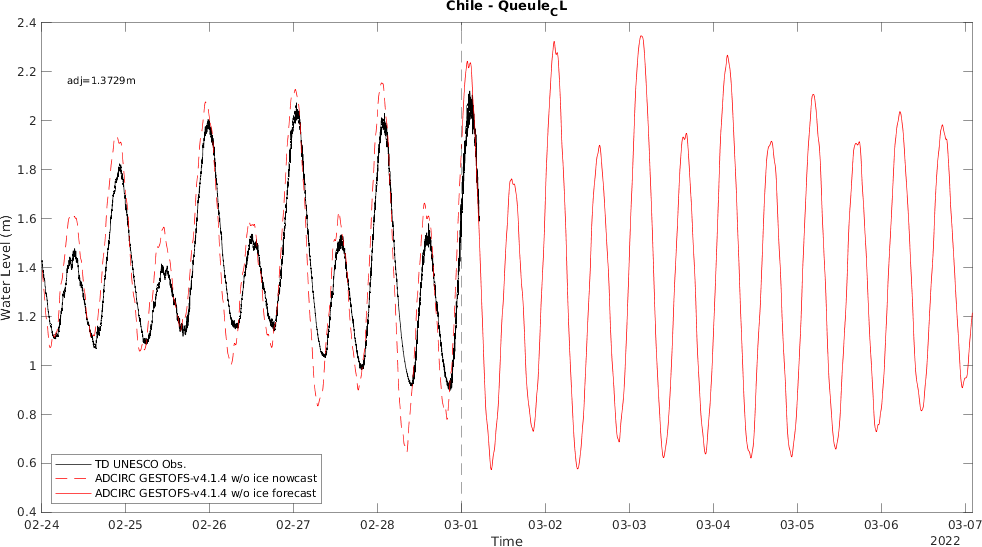 Chile - Queule_CL
adj=1.3729m
2.4
2.2
2
1.8
1.6
1.4
1.2
1
0.8
0.6
0.4
Water Level (m)
TD UNESCO Obs.
ADCIRC GESTOFS-v4.1.4 w/o ice nowcast
ADCIRC GESTOFS-v4.1.4 w/o ice forecast
02-24 02-25 02-26 02-27 02-28 03-01 03-02 03-03 03-04 03-05 03-06 03-07
Time
2022